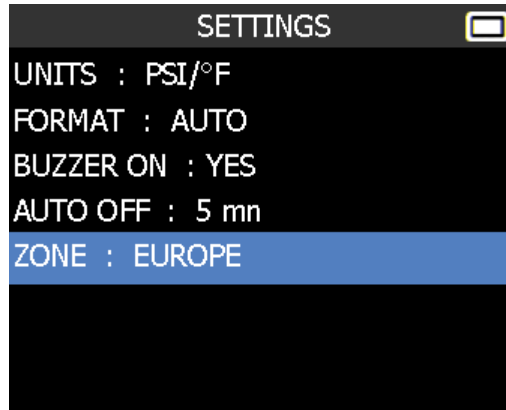 SETTINGS
UNITS : PSI/°F
FORMAT : AUTO
BUZZER ON : YES
AUTO OFF : 5 mn
ZONE : EUROPE